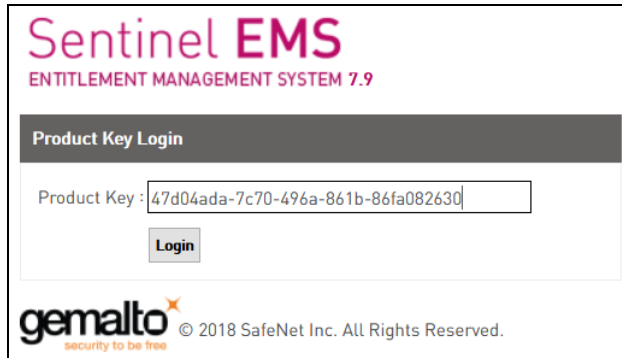 Sentinel EMS
ENTITLEMENT MANAGEMENT SYSTEM 7.9
Product Key Login
Product Key : 47d04ada-7c70-496a-861b-86fa082630
Login
gemalto
security to be free
© 2018 SafeNet Inc. All Rights Reserved.